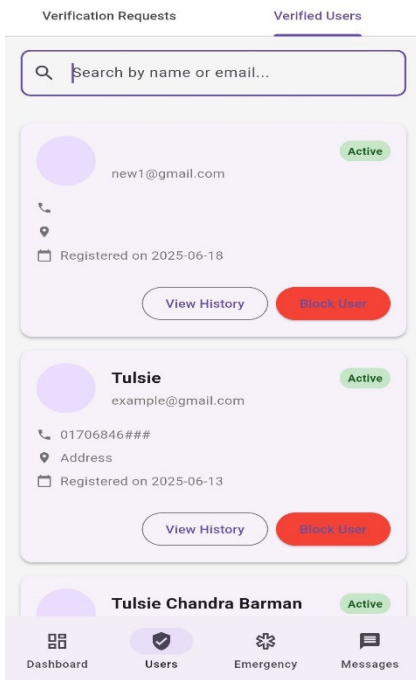 Verification Requests Verified Users
Search by name or email...
Active
new1@gmail.com
Registered on 2025-06-18
View History Block User
Tulsie Active
example@gmail.com
01706846###
Address
Registered on 2025-06-13
View History Block User
Tulsie Chandra Barman Active
Dashboard Users Emergency Messages